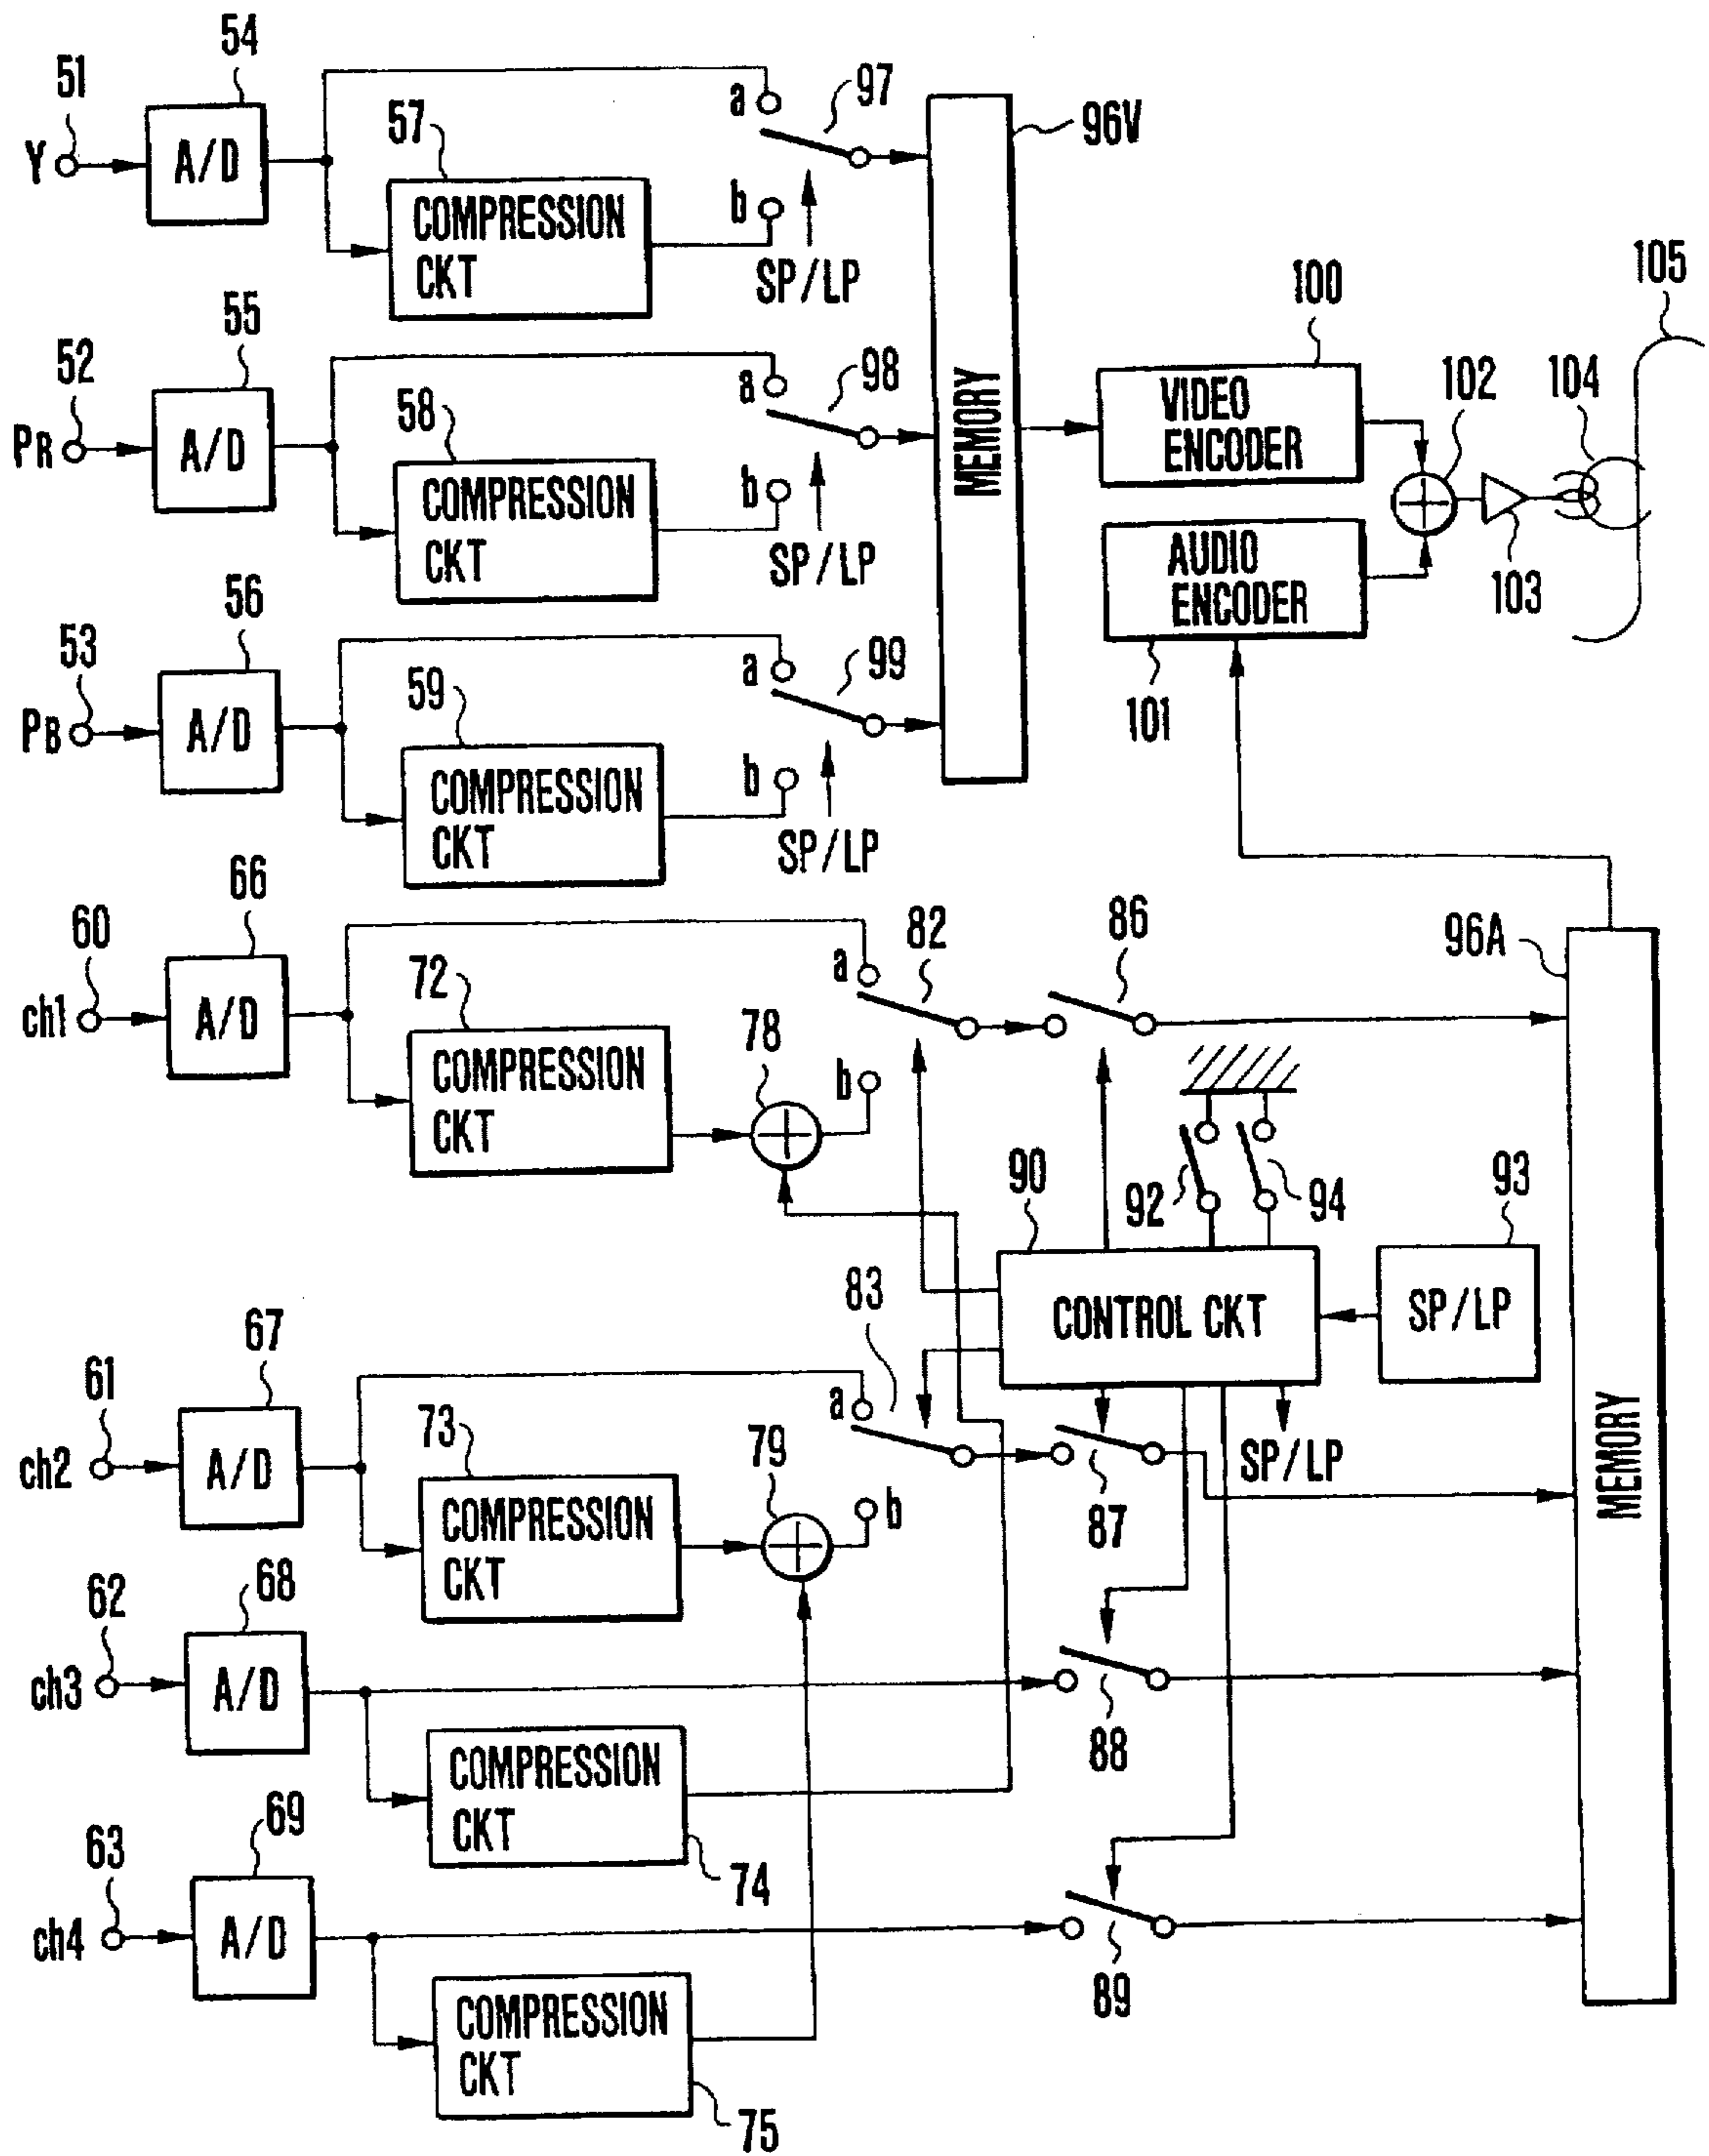 54
51
Y
A/D
57
COMPRESSION
CKT
a
b
97
SP/LP
96V
MEMORY
55
52
PR
A/D
58
COMPRESSION
CKT
a
b
98
SP/LP
100
VIDEO
ENCODER
102
104
105
103
AUDIO
ENCODER
101
56
53
PB
A/D
59
COMPRESSION
CKT
a
b
99
SP/LP
66
60
ch1
A/D
72
COMPRESSION
CKT
78
a
b
82
86
96A
92
94
90
CONTROL CKT
93
SP/LP
SP/LP
MEMORY
67
61
ch2
A/D
73
COMPRESSION
CKT
79
a
b
83
87
68
62
ch3
A/D
COMPRESSION
CKT
74
88
69
63
ch4
A/D
COMPRESSION
CKT
75
89